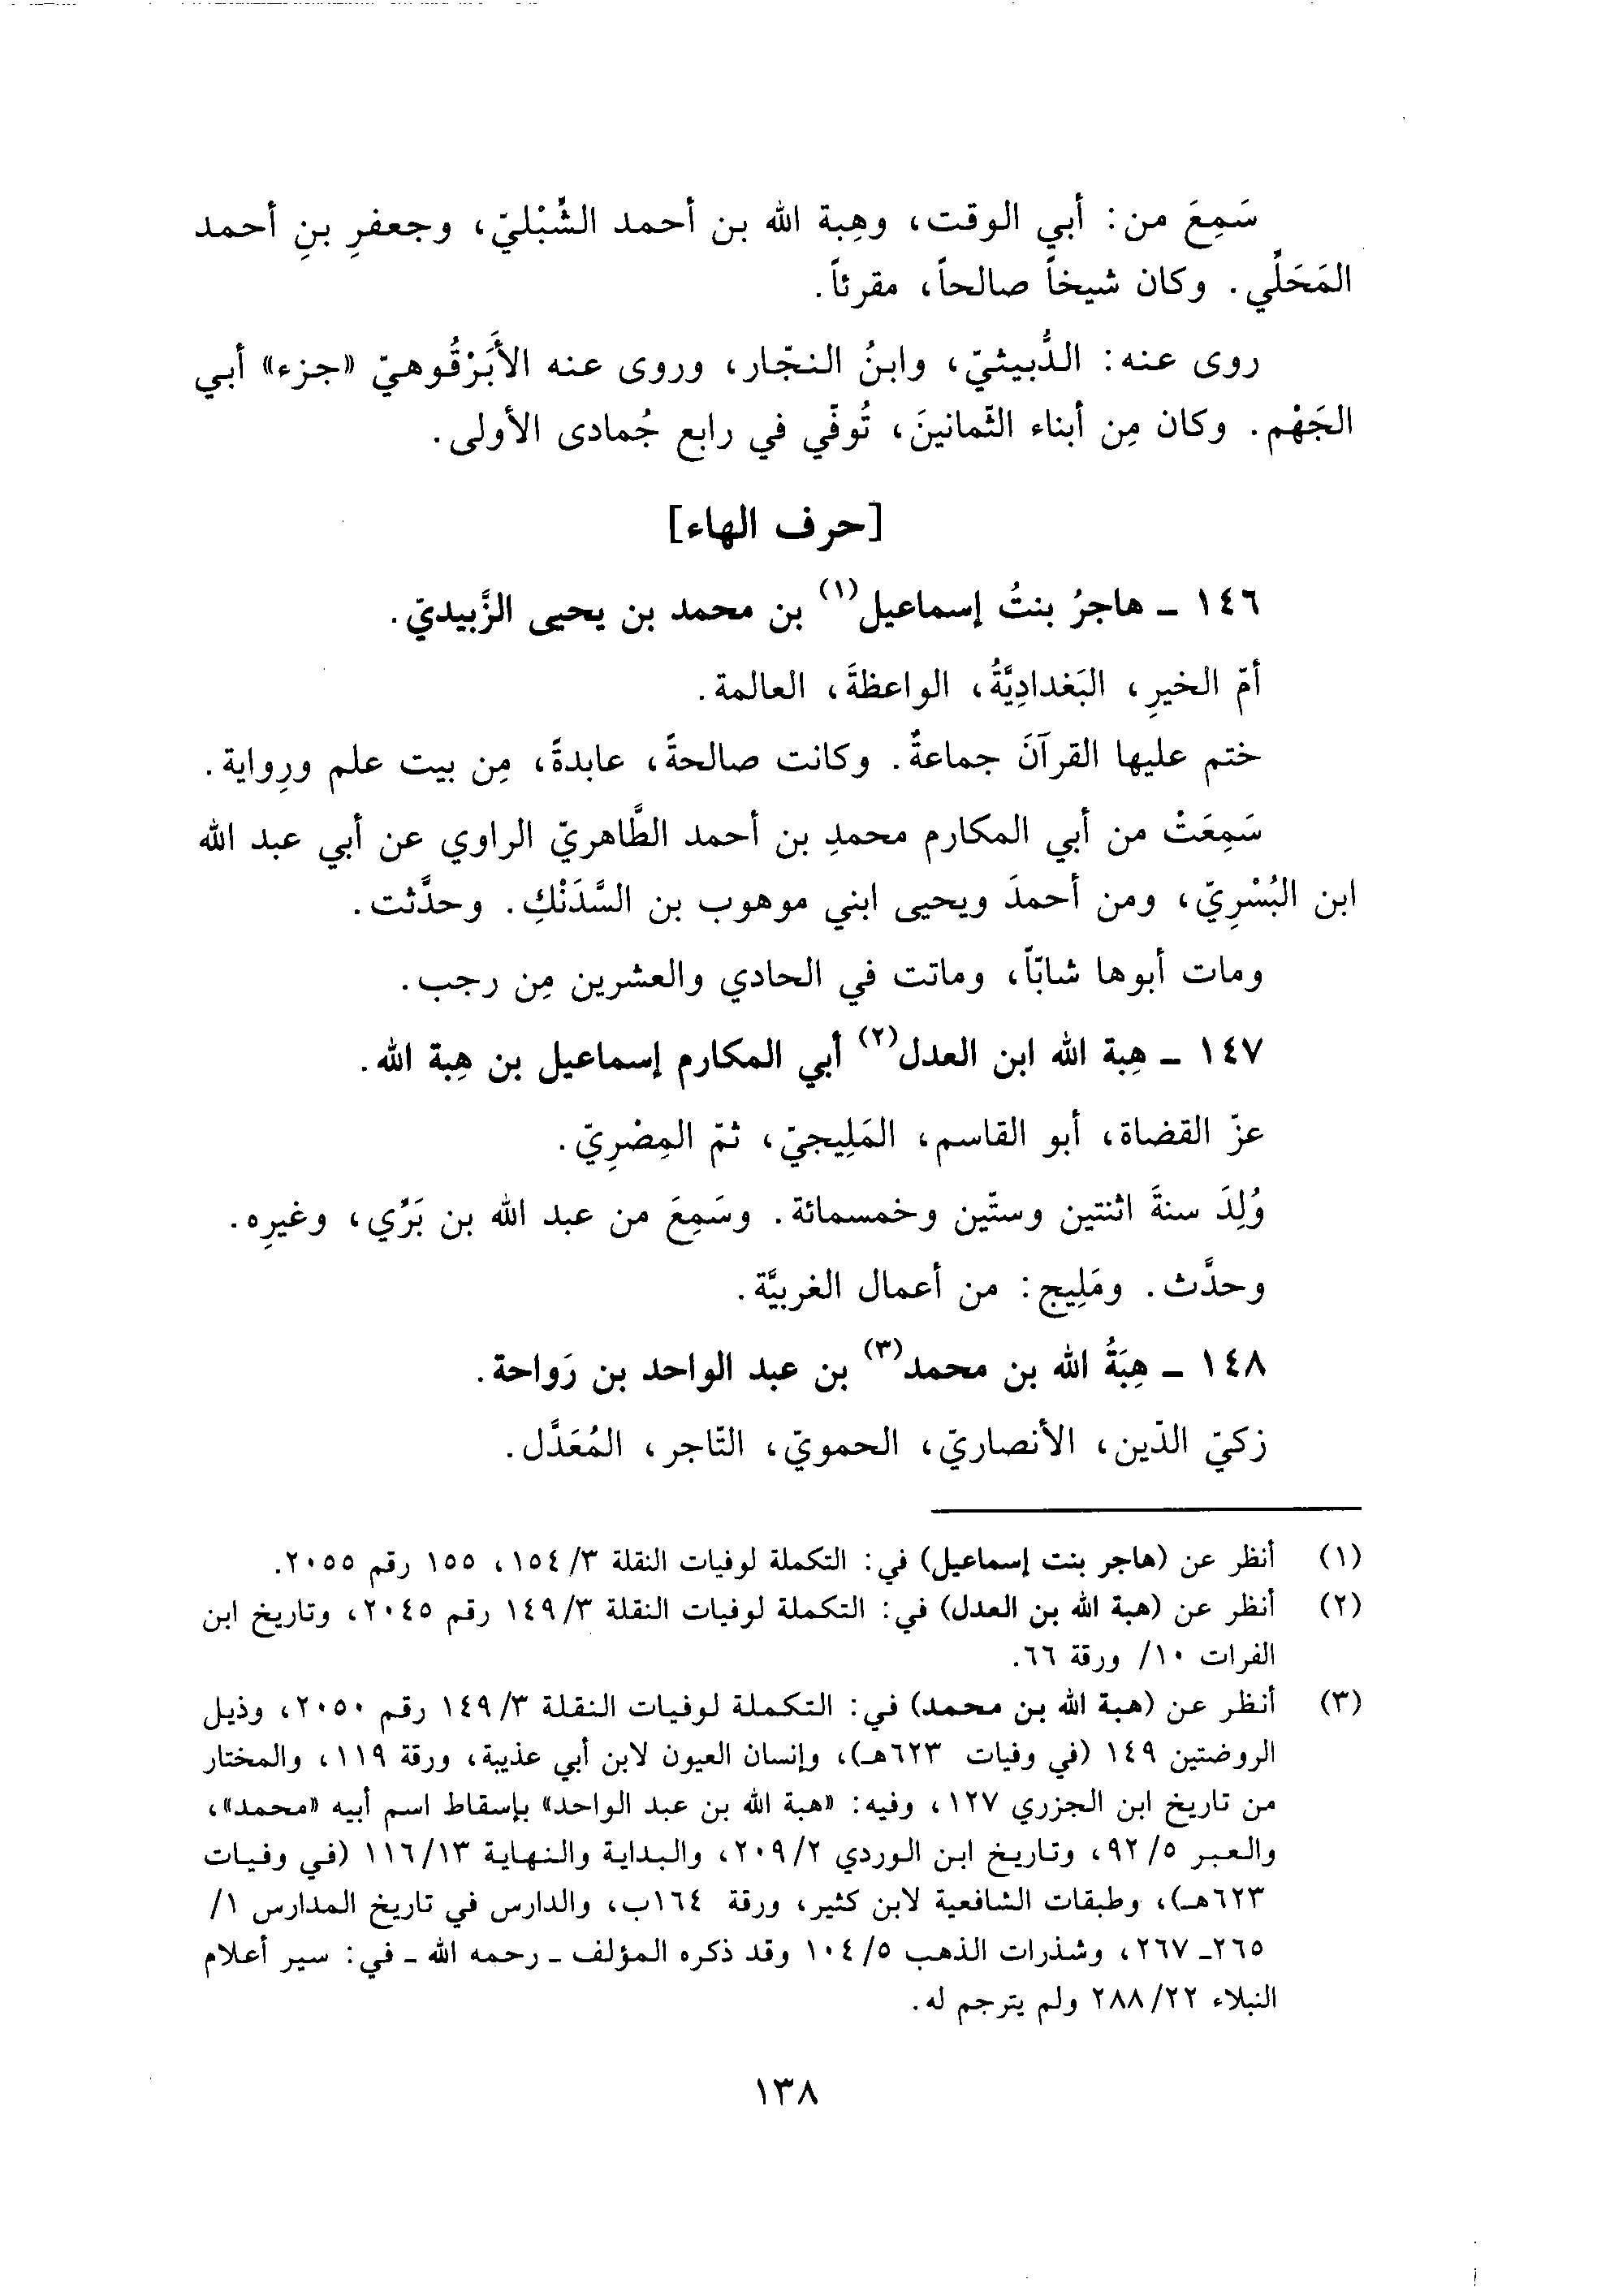 سَمِعَ من: أبي الوقت، وهِبة الله بن أحمد الشِّبْليّ، وجعفرِ بنِ أحمد
المَحَلِّي. وكان شيخاً صالحاً، مقرئاً.
روى عنه: الدُّبيثيّ، وابنُ النجّار، وروى عنه الأَبَرْقُوهيّ «جزء» أبي
الجَهْم. وكان مِن أبناء الثّمانينَ، تُوفّي في رابع جُمادى الأولى.
[حرف الهاء]
١٤٦ ـ هاجرُ بنتُ إسماعيل(١) بن محمد بن يحيى الزَّبيديّ.
أمّ الخيرِ، البَغدادِيَّةُ، الواعظةَ، العالمة.
ختم عليها القرآنَ جماعةٌ. وكانت صالحةً، عابدةً، مِن بيت علم ورِواية.
سَمِعَتْ من أبي المكارم محمدِ بن أحمد الطَّاهريّ الراوي عن أبي عبد الله
ابن البُسْرِيّ، ومن أحمدَ ويحيى ابني موهوب بن السَّدَنْكِ. وحدَّثت.
ومات أبوها شابّاً، وماتت في الحادي والعشرين مِن رجب.
١٤٧ ـ هِبة الله ابن العدل(٢) أبي المكارم إسماعيل بن هِبة الله.
عزّ القضاة، أبو القاسم، المَلِيجيّ، ثمّ المِصْرِيّ.
وُلِدَ سنةَ اثنتين وستّين وخمسمائة. وسَمِعَ من عبد الله بن بَرّي، وغيرِه.
وحدَّث. ومَلِيج: من أعمال الغربيَّة.
١٤٨ ـ هِبَةُ الله بن محمد(٣) بن عبد الواحد بن رَواحة.
زكيّ الدّين، الأنصاريّ، الحمويّ، التّاجر، المُعَدَّل.
(١) أنظر عن (هاجر بنت إسماعيل) في: التكملة لوفيات النقلة ٣/ ١٥٤، ١٥٥ رقم ٢٠٥٥.
(٢) أنظر عن (هبة الله بن العدل) في: التكملة لوفيات النقلة ٣/ ١٤٩ رقم ٢٠٤٥، وتاريخ ابن
الفرات ١٠/ ورقة ٦٦.
(٣) أنظر عن (هبة الله بن محمد) في: التكملة لوفيات النقلة ٣/ ١٤٩ رقم ٢٠٥٠، وذيل
الروضتين ١٤٩ (في وفيات ٦٢٣هـ)، وإنسان العيون لابن أبي عذيبة، ورقة ١١٩، والمختار
من تاريخ ابن الجزري ١٢٧، وفيه: «هبة الله بن عبد الواحد» بإسقاط اسم أبيه «محمد»،
والعبر ٥/ ٩٢، وتاريخ ابن الوردي ٢/ ٢٠٩، والبداية والنهاية ١٣/ ١١٦ (في وفيات
٦٢٣هـ)، وطبقات الشافعية لابن كثير، ورقة ١٦٤ب، والدارس في تاريخ المدارس ١/
٢٦٥ـ ٢٦٧، وشذرات الذهب ٥/ ١٠٤ وقد ذكره المؤلف ـ رحمه الله ـ في: سير أعلام
النبلاء ٢٢/ ٢٨٨ ولم يترجم له.
١٣٨